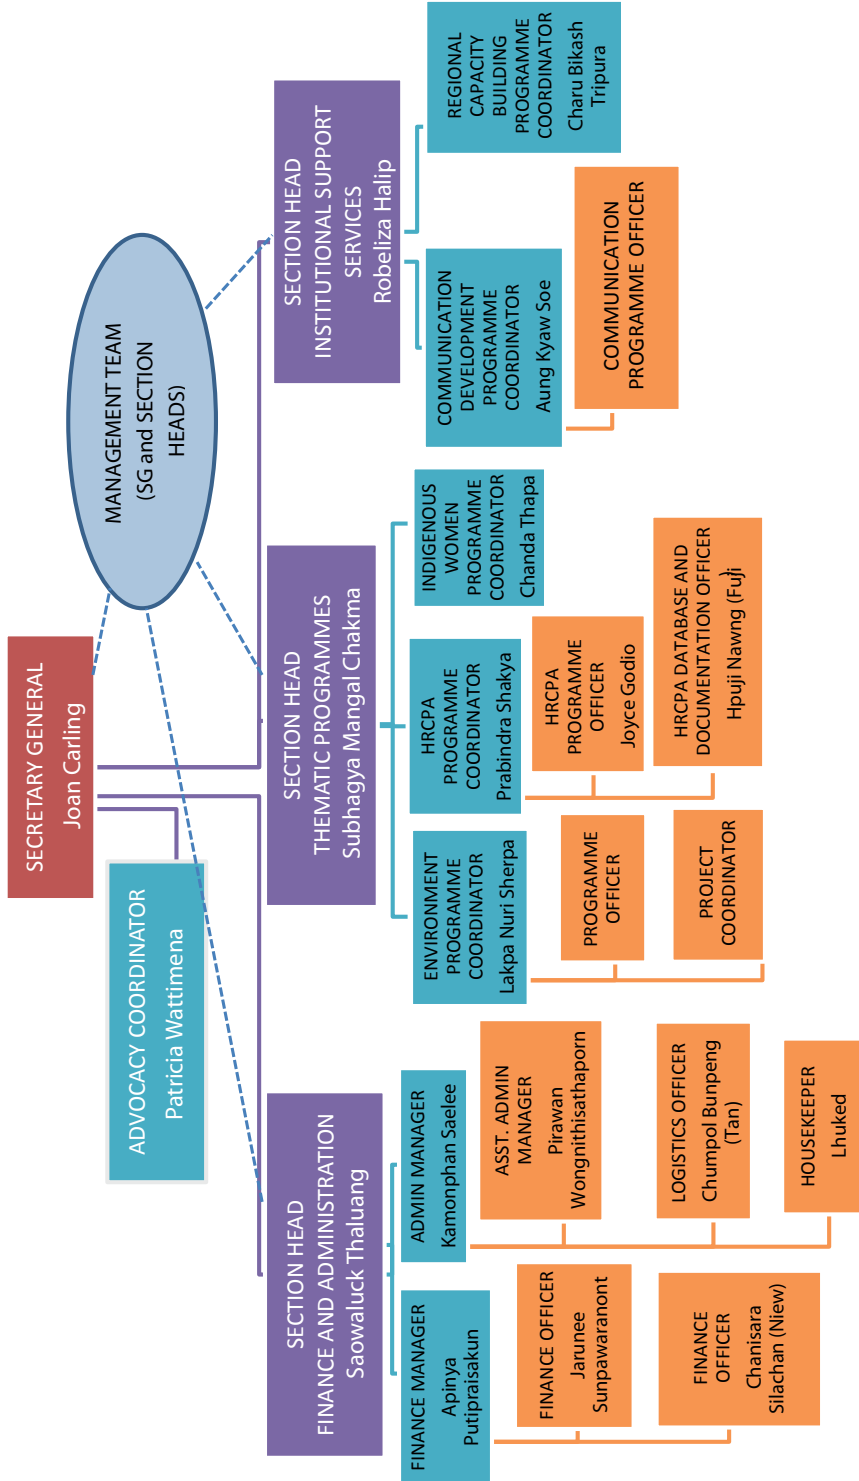 SECRETARY GENERAL
Joan Carling
MANAGEMENT TEAM
(SG and SECTION
HEADS)
ADVOCACY COORDINATOR
Patricia Wattimena
SECTION HEAD
FINANCE AND ADMINISTRATION
Saowaluck Thaluang
SECTION HEAD
THEMATIC PROGRAMMES
Subhagya Mangal Chakma
SECTION HEAD
INSTITUTIONAL SUPPORT
SERVICES
Robeliza Halip
FINANCE MANAGER
Apinya
Putipraisakun
ADMIN MANAGER
Kamonphan Saelee
ENVIRONMENT
PROGRAMME
COORDINATOR
Lakpa Nuri Sherpa
HRCPA
PROGRAMME
COORDINATOR
Prabindra Shakya
INDIGENOUS
WOMEN
PROGRAMME
COORDINATOR
Chanda Thapa
COMMUNICATION
DEVELOPMENT
PROGRAMME
COORDINATOR
Aung Kyaw Soe
REGIONAL
CAPACITY
BUILDING
PROGRAMME
COORDINATOR
Charu Bikash
Tripura
FINANCE OFFICER
Jarunee
Sunpawaranont
ASST. ADMIN
MANAGER
Pirawan
Wongnithisathaporn
PROGRAMME
OFFICER
HRCPA
PROGRAMME
OFFICER
Joyce Godio
COMMUNICATION
PROGRAMME OFFICER
FINANCE
OFFICER
Chanisara
Silachan (Niew)
LOGISTICS OFFICER
Chumpol Bunpeng
(Tan)
PROJECT
COORDINATOR
HRCPA DATABASE AND
DOCUMENTATION OFFICER
Hpuji Nawng (Fuji)
HOUSEKEEPER
Lhuked